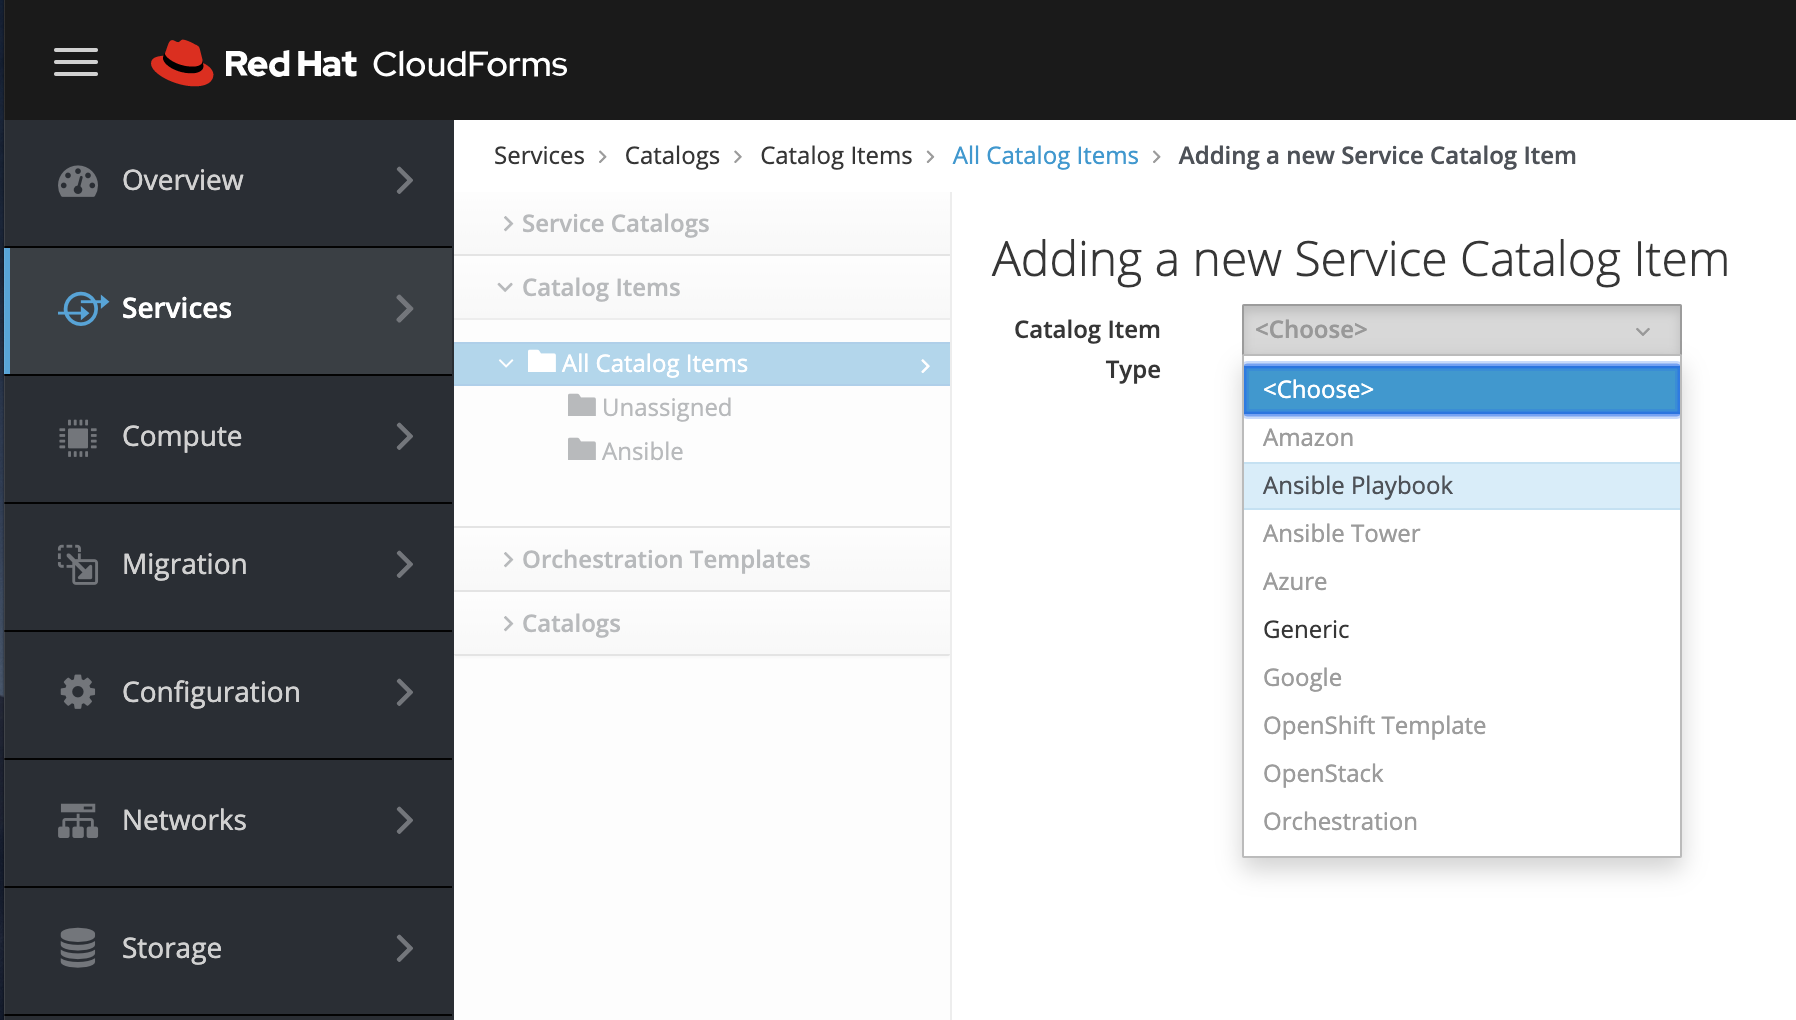 Red Hat CloudForms
Overview
Services
Compute
Migration
Configuration
Networks
Storage
Services > Catalogs > Catalog Items > All Catalog Items > Adding a new Service Catalog Item
Service Catalogs
Catalog Items
All Catalog Items
Unassigned
Ansible
Orchestration Templates
Catalogs
Adding a new Service Catalog Item
Catalog Item
Type
<Choose>
<Choose>
Amazon
Ansible Playbook
Ansible Tower
Azure
Generic
Google
OpenShift Template
OpenStack
Orchestration